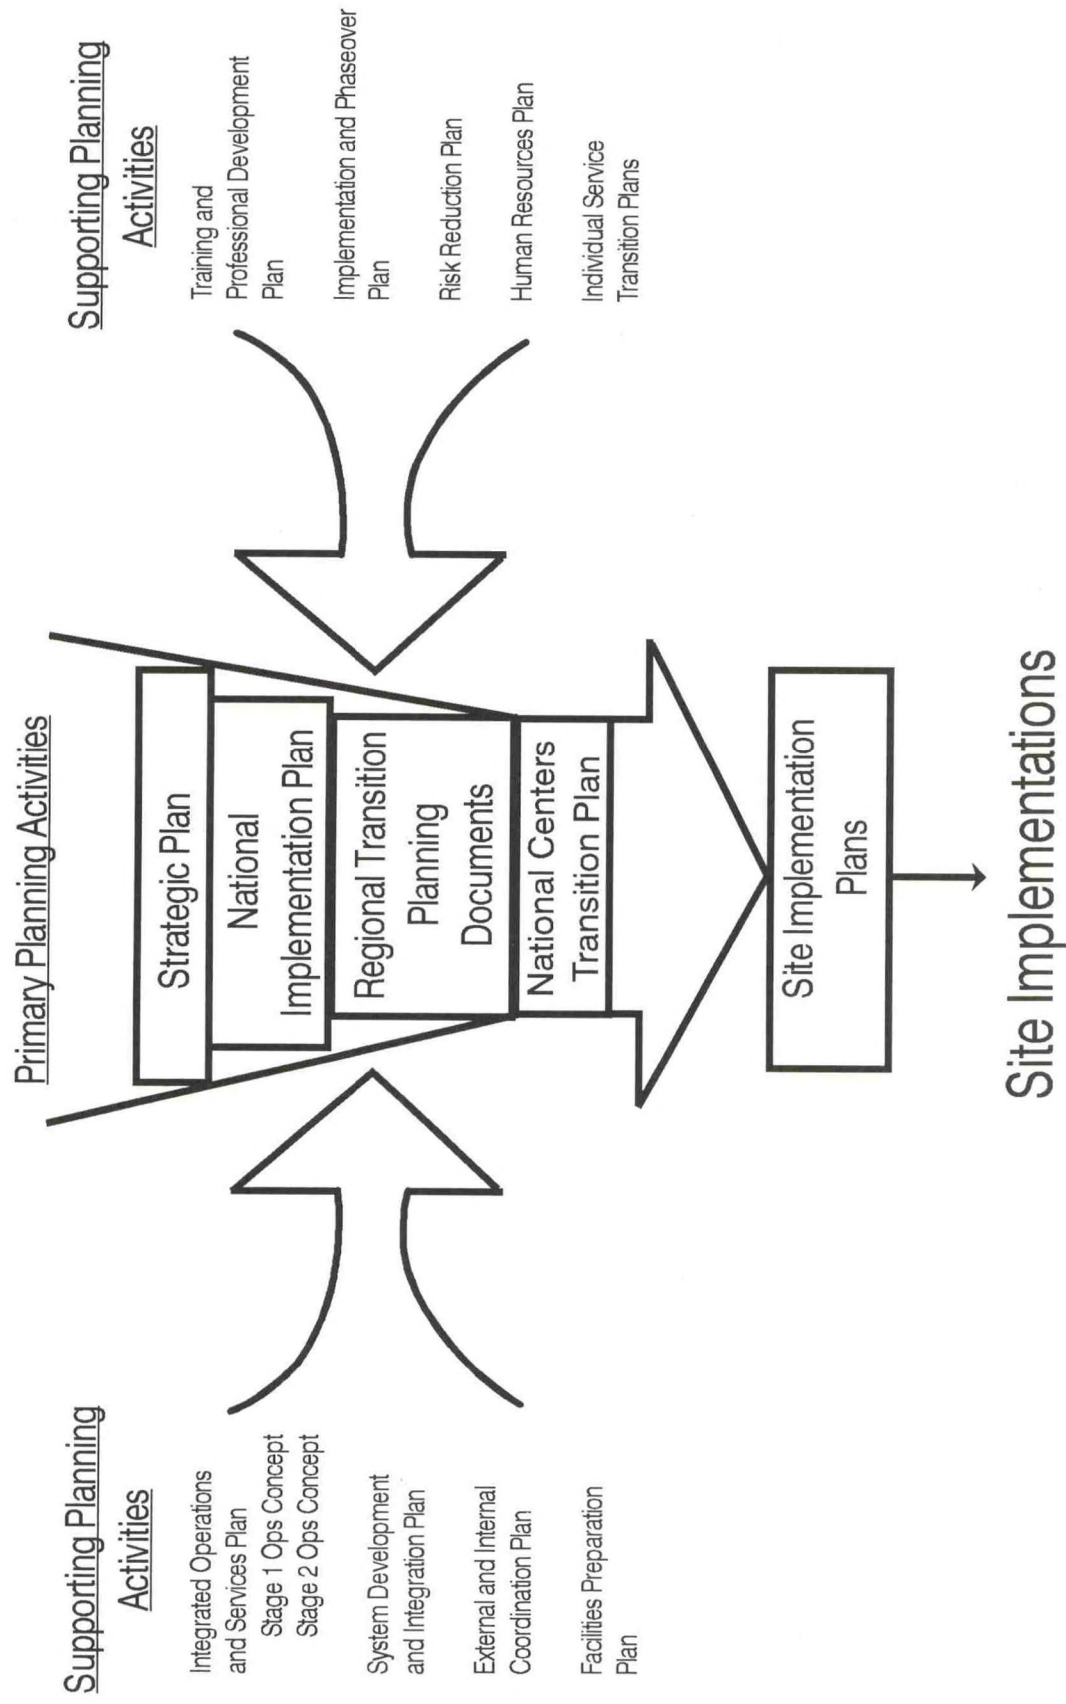 Primary Planning Activities
Supporting Planning
Activities
Integrated Operations
and Services Plan
Stage 1 Ops Concept
Stage 2 Ops Concept
System Development
and Integration Plan
External and Internal
Coordination Plan
Facilities Preparation
Plan
Strategic Plan
National
Implementation Plan
Regional Transition
Planning
Documents
National Centers
Transition Plan
Site Implementation
Plans
Site Implementations
Supporting Planning
Activities
Training and
Professional Development
Plan
Implementation and Phaseover
Plan
Risk Reduction Plan
Human Resources Plan
Individual Service
Transition Plans